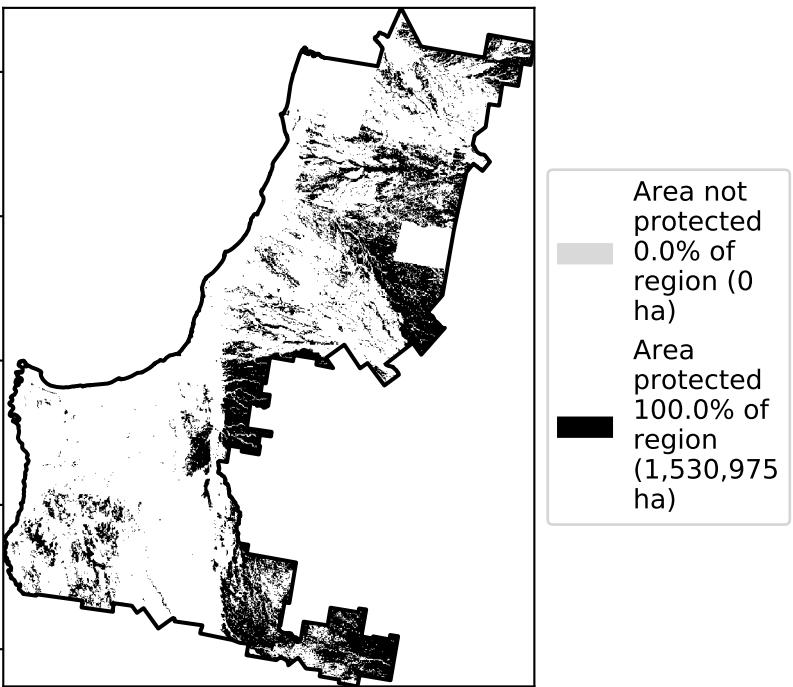 Area not
protected
0.0% of
region (0
ha)
Area
protected
100.0% of
region
(1,530,975
ha)